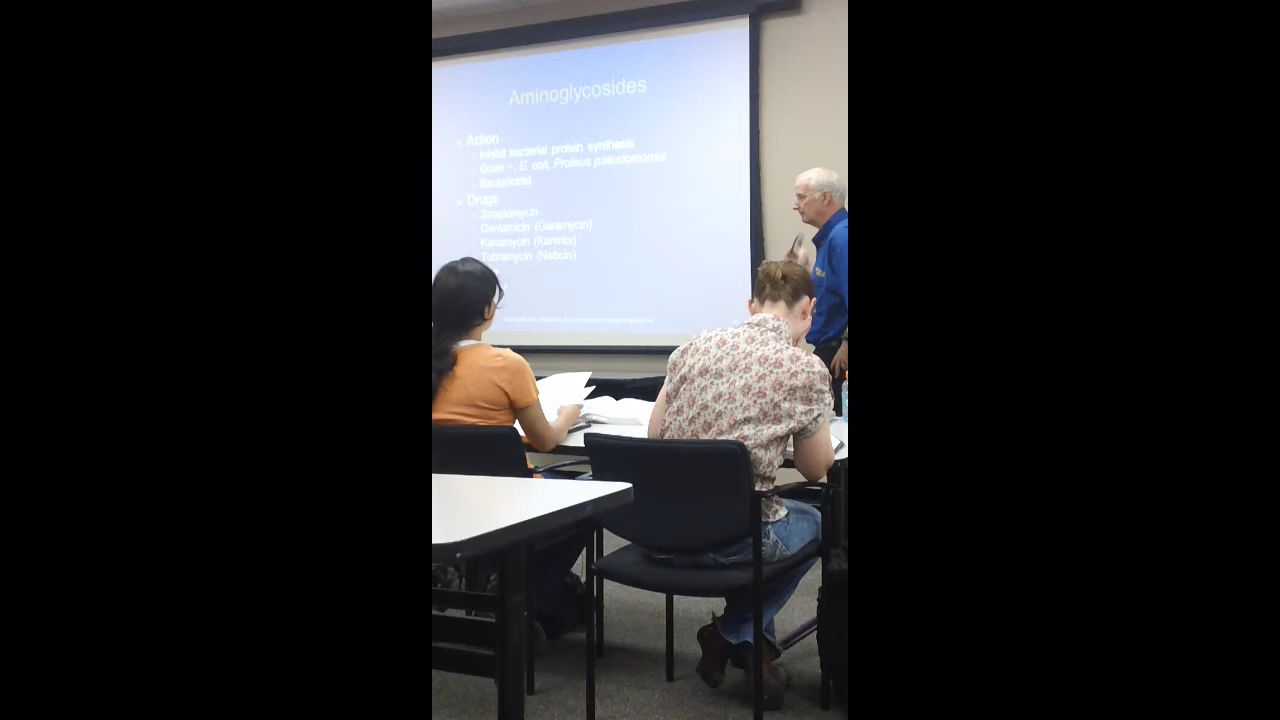 Aminoglycosides
Action
Inhibit bacterial protein synthesis
Gram -, E. coli, Proteus pseudomonas
Bactericidal
Drugs
Streptomycin
Gentamicin (Garamycin)
Kanamycin (Kantrex)
Tobramycin (Nebcin)